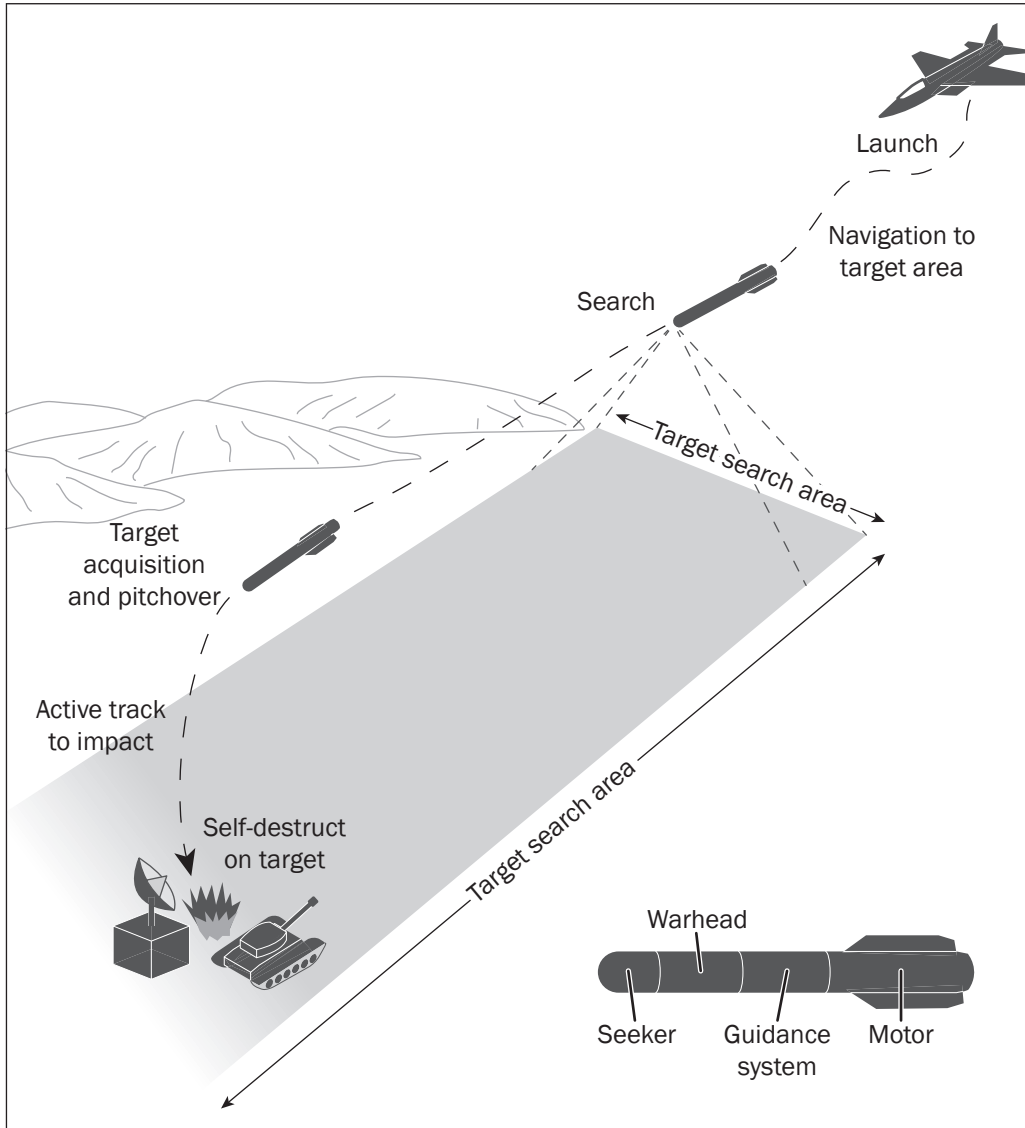 Launch
Navigation to
target area
Search
Target search area
Target
acquisition
and pitchover
Active track
to impact
Self-destruct
on target
Target search area
Warhead
Seeker
Guidance
system
Motor